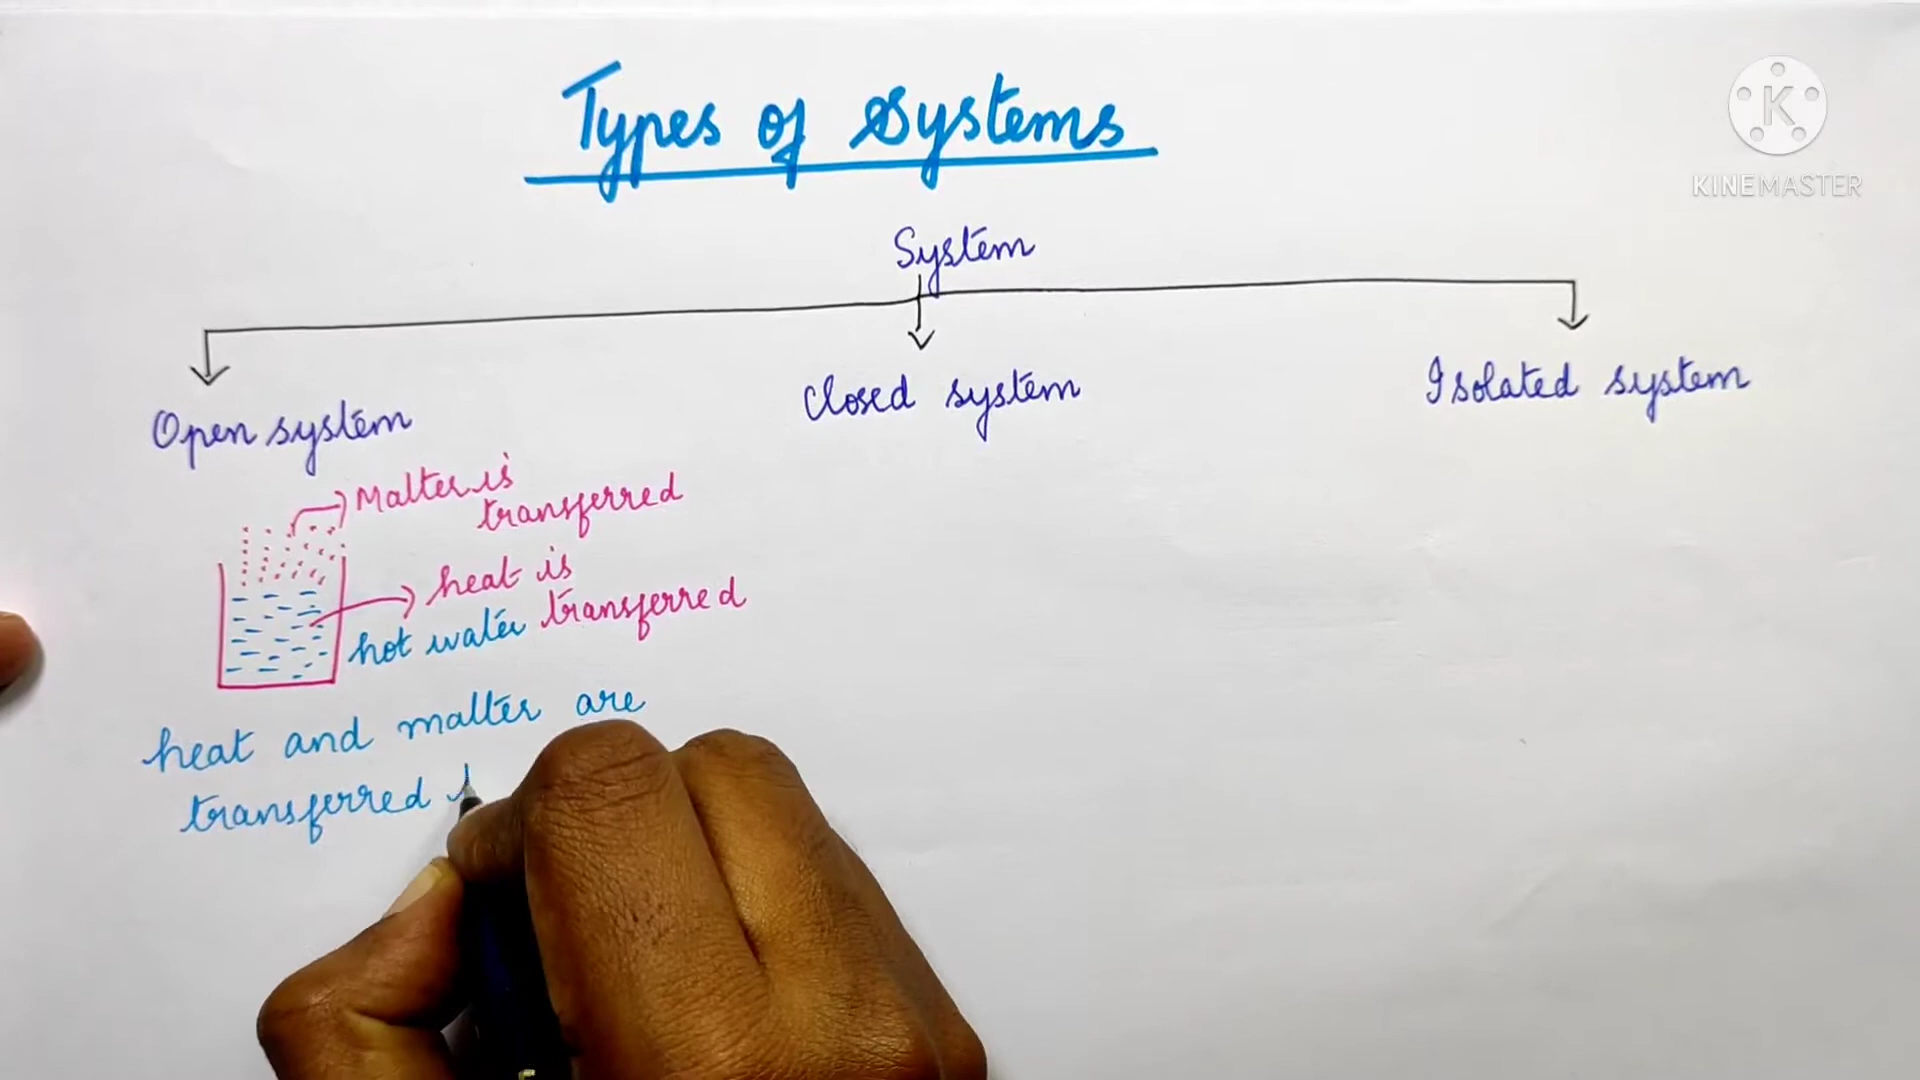 Types of Systems
KINEMASTER
System
Open system
Closed system
Isolated system
Matter is
transferred
heat is
transferred
hot water
heat and matter are
transferred